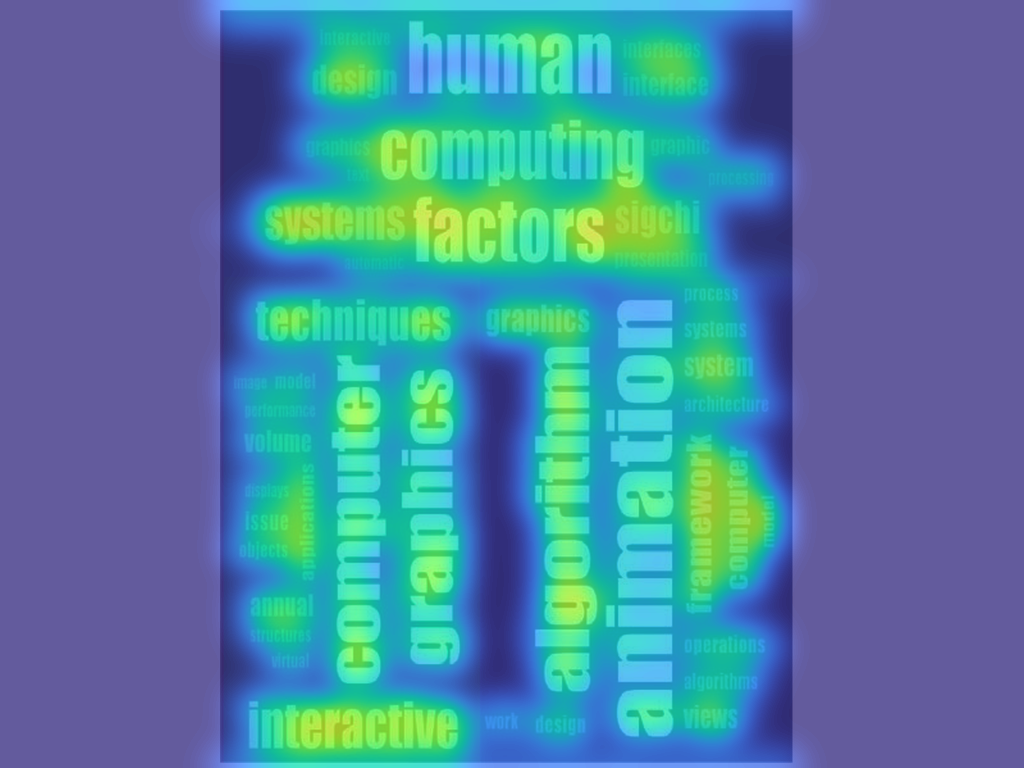 interactive
human
interfaces
design
interface
computing
graphics
graphic
text
processing
systems
factors
sigchi
presentation
automatic
process
techniques
graphics
animation
systems
system
computer
graphics
algorithm
image model
performance
architecture
volume
framework
computer
applications
displays
model
issue
objects
annual
structures
virtual
operations
algorithms
interactive
work
design
views